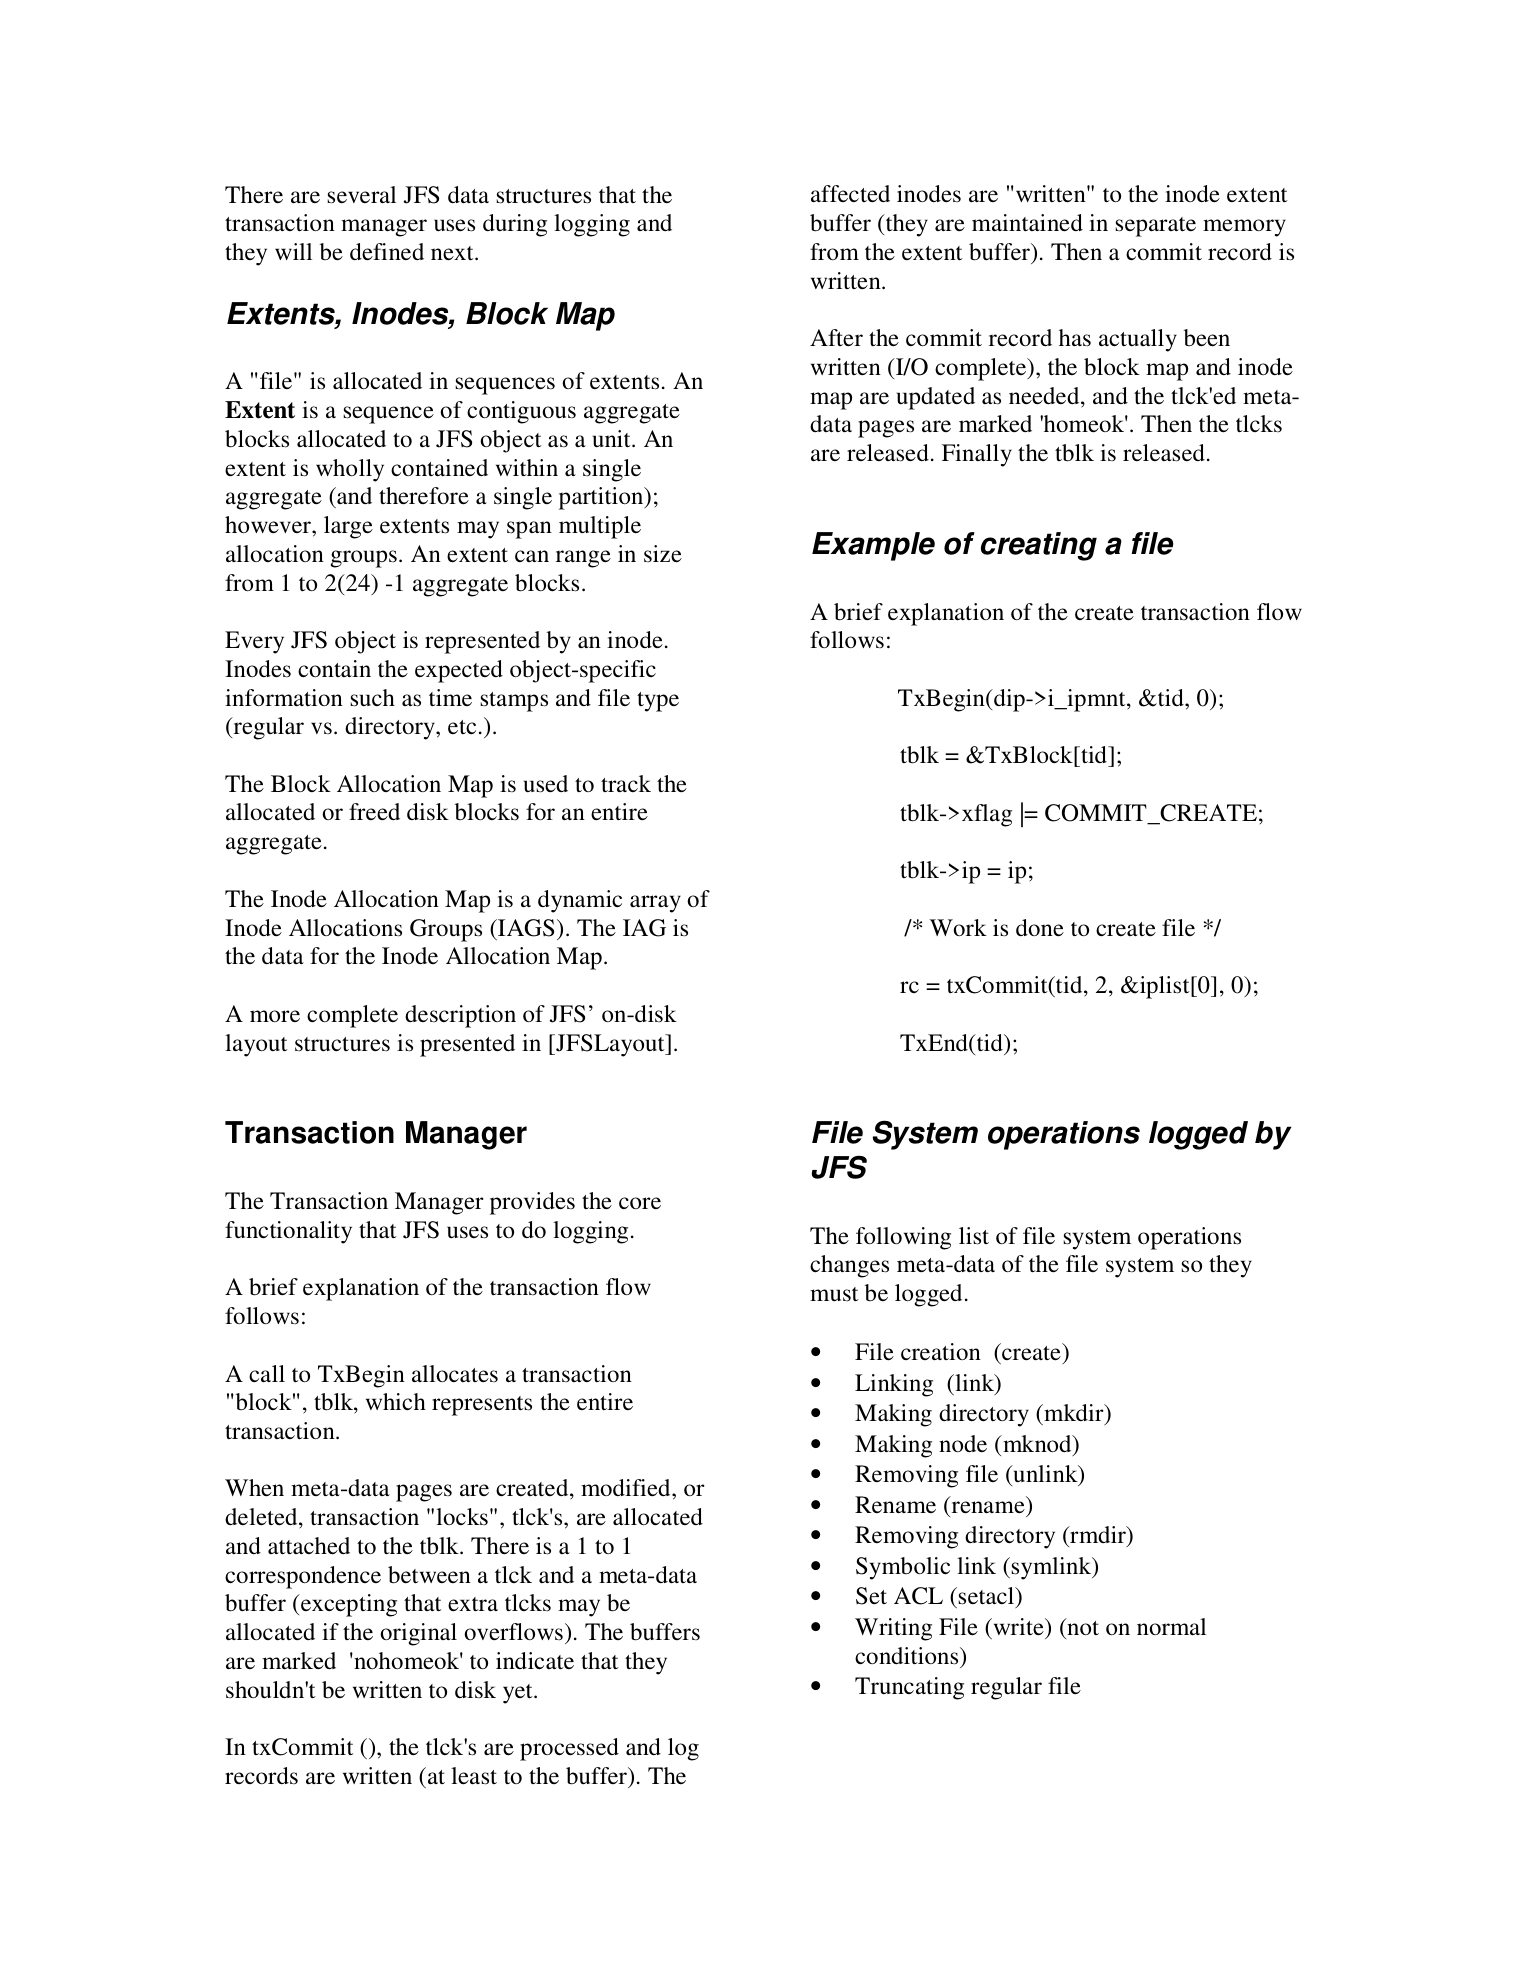 There are several JFS data structures that the
transaction manager uses during logging and
they will be defined next.
Extents, Inodes, Block Map
A "file" is allocated in sequences of extents. An
Extent is a sequence of contiguous aggregate
blocks allocated to a JFS object as a unit. An
extent is wholly contained within a single
aggregate (and therefore a single partition);
however, large extents may span multiple
allocation groups. An extent can range in size
from 1 to 2(24) -1 aggregate blocks.
Every JFS object is represented by an inode.
Inodes contain the expected object-specific
information such as time stamps and file type
(regular vs. directory, etc.).
The Block Allocation Map is used to track the
allocated or freed disk blocks for an entire
aggregate.
The Inode Allocation Map is a dynamic array of
Inode Allocations Groups (IAGS). The IAG is
the data for the Inode Allocation Map.
A more complete description of JFS’ on-disk
layout structures is presented in [JFSLayout].
Transaction Manager
The Transaction Manager provides the core
functionality that JFS uses to do logging.
A brief explanation of the transaction flow
follows:
A call to TxBegin allocates a transaction
"block", tblk, which represents the entire
transaction.
When meta-data pages are created, modified, or
deleted, transaction "locks", tlck's, are allocated
and attached to the tblk. There is a 1 to 1
correspondence between a tlck and a meta-data
buffer (excepting that extra tlcks may be
allocated if the original overflows). The buffers
are marked  'nohomeok' to indicate that they
shouldn't be written to disk yet.
In txCommit (), the tlck's are processed and log
records are written (at least to the buffer). The
affected inodes are "written" to the inode extent
buffer (they are maintained in separate memory
from the extent buffer). Then a commit record is
written.
After the commit record has actually been
written (I/O complete), the block map and inode
map are updated as needed, and the tlck'ed meta-
data pages are marked 'homeok'. Then the tlcks
are released. Finally the tblk is released.
Example of creating a file
A brief explanation of the create transaction flow
follows:
TxBegin(dip->i_ipmnt, &tid, 0);
tblk = &TxBlock[tid];
tblk->xflag |= COMMIT_CREATE;
tblk->ip = ip;
/* Work is done to create file */
rc = txCommit(tid, 2, &iplist[0], 0);
TxEnd(tid);
File System operations logged by
JFS
The following list of file system operations
changes meta-data of the file system so they
must be logged.
• File creation  (create)
• Linking  (link)
• Making directory (mkdir)
• Making node (mknod)
• Removing file (unlink)
• Rename (rename)
• Removing directory (rmdir)
• Symbolic link (symlink)
• Set ACL (setacl)
• Writing File (write) (not on normal
conditions)
• Truncating regular file